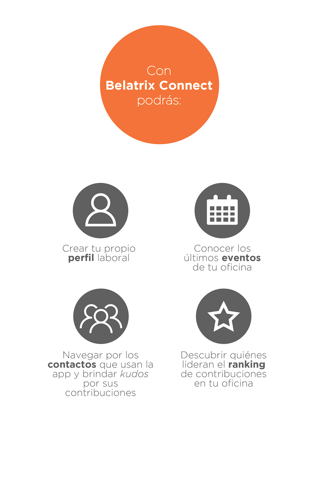 Con
Belatrix Connect
podrás:
Crear tu propio
perfil laboral
Conocer los
últimos eventos
de tu oficina
Navegar por los
contactos que usan la
app y brindar kudos
por sus
contribuciones
Descubrir quiénes
lideran el ranking
de contribuciones
en tu oficina